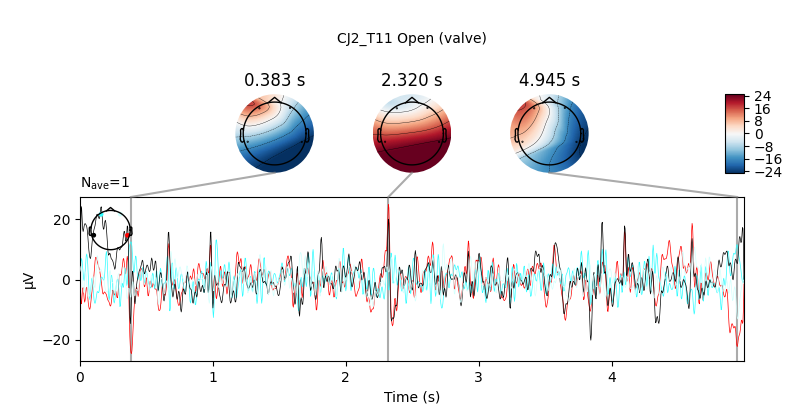 CJ2_T11 Open (valve)
0.383 s 2.320 s 4.945 s
24
16
8
0
−8
−16
−24
Nave=1
20
0
−20
µV
0 1 2 3 4
Time (s)